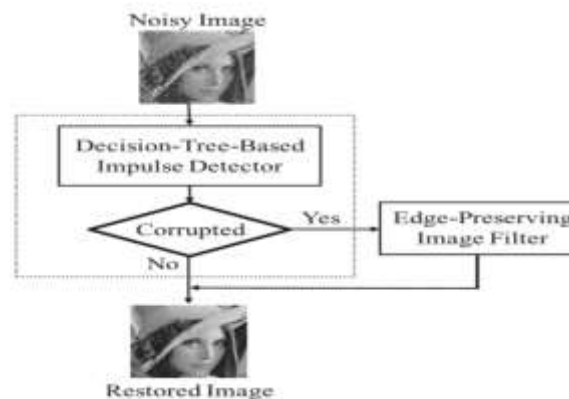 Noisy Image
Decision-Tree-Based
Impulse Detector
Corrupted
Yes
Edge-Preserving
Image Filter
No
Restored Image